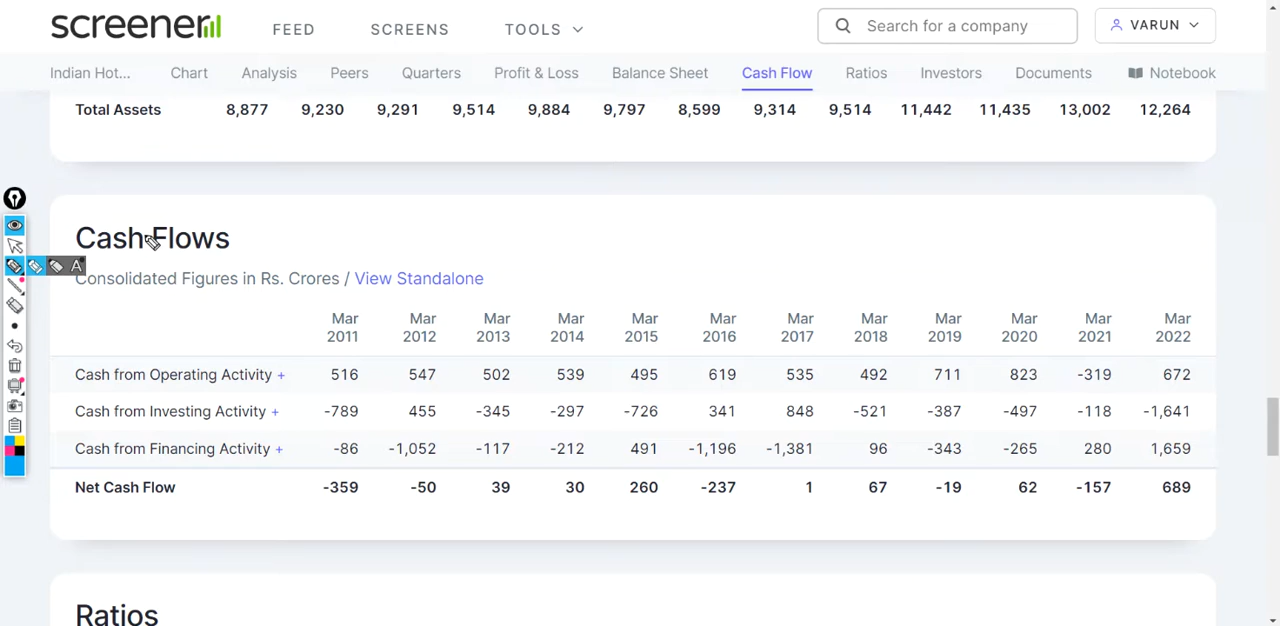 screener FEED SCREENS TOOLS Search for a company VARUN
Indian Hot... Chart Analysis Peers Quarters Profit & Loss Balance Sheet Cash Flow Ratios Investors Documents Notebook
Total Assets 8,877 9,230 9,291 9,514 9,884 9,797 8,599 9,314 9,514 11,442 11,435 13,002 12,264
Cash Flows
A
Consolidated Figures in Rs. Crores / View Standalone
Mar Mar Mar Mar Mar Mar Mar Mar Mar Mar Mar Mar
2011 2012 2013 2014 2015 2016 2017 2018 2019 2020 2021 2022
Cash from Operating Activity + 516 547 502 539 495 619 535 492 711 823 -319 672
Cash from Investing Activity + -789 455 -345 -297 -726 341 848 -521 -387 -497 -118 -1,641
Cash from Financing Activity + -86 -1,052 -117 -212 491 -1,196 -1,381 96 -343 -265 280 1,659
Net Cash Flow -359 -50 39 30 260 -237 1 67 -19 62 -157 689
Ratios